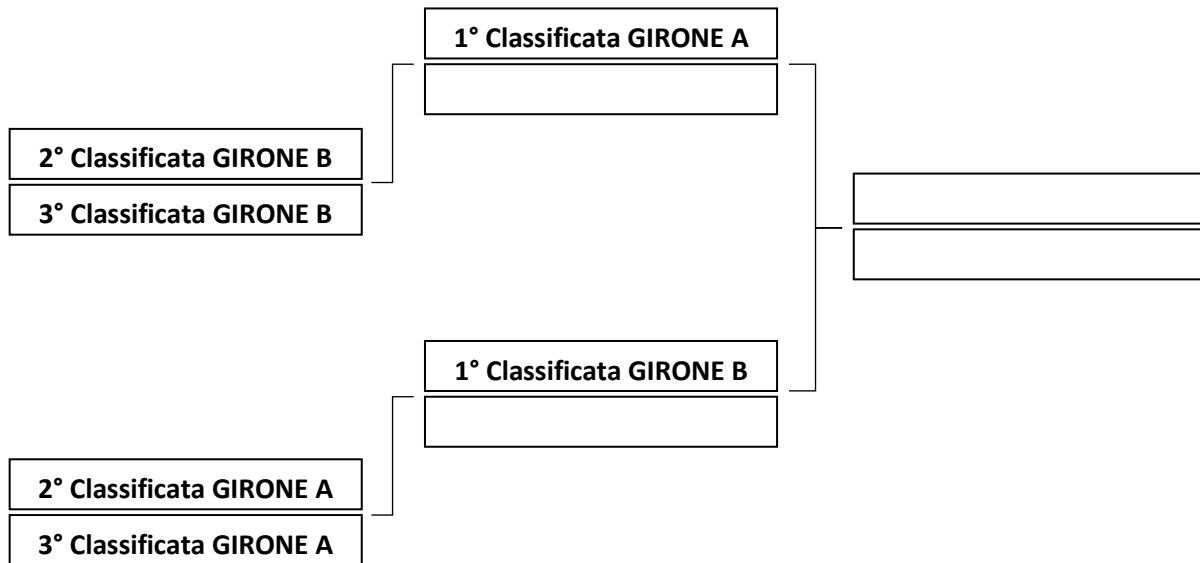 1° Classificata GIRONE A
2° Classificata GIRONE B
3° Classificata GIRONE B
1° Classificata GIRONE B
2° Classificata GIRONE A
3° Classificata GIRONE A